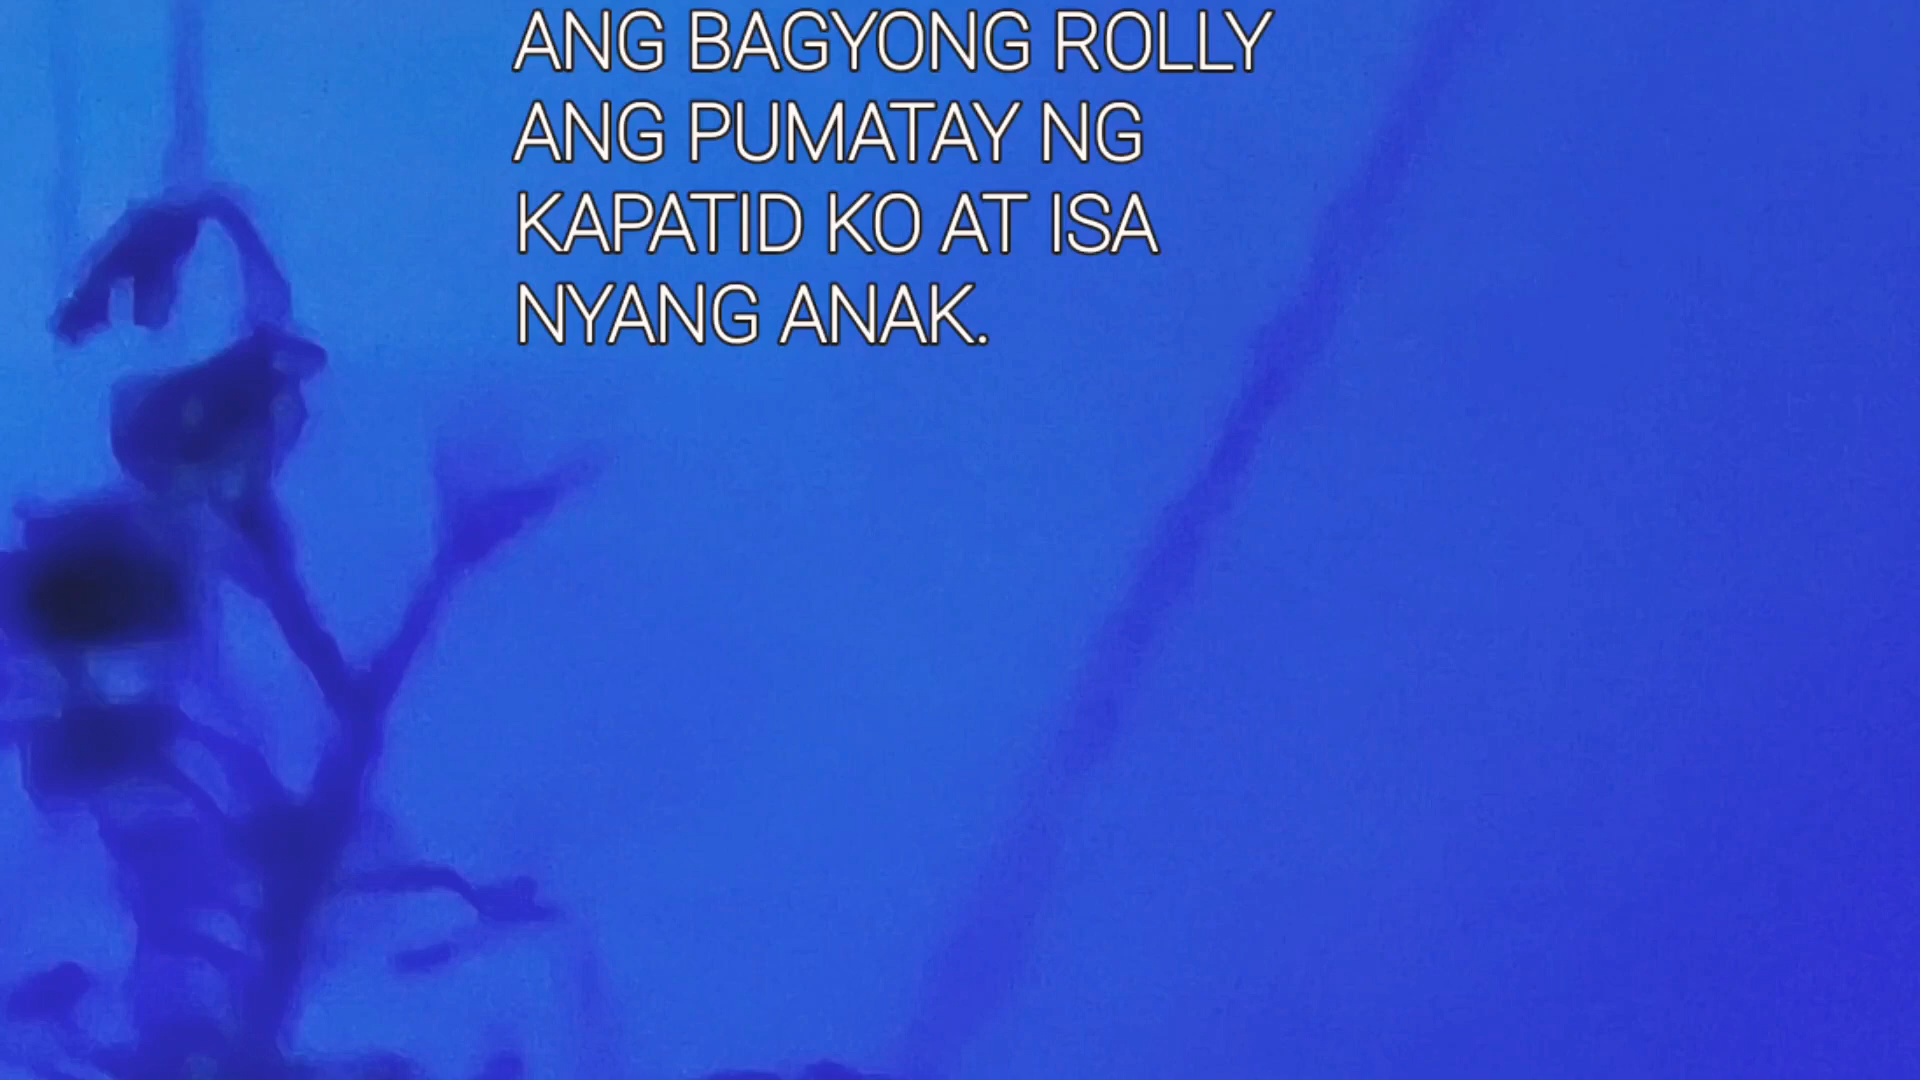 ANG BAGYONG ROLLY
ANG PUMATAY NG
KAPATID KO AT ISA
NYANG ANAK.